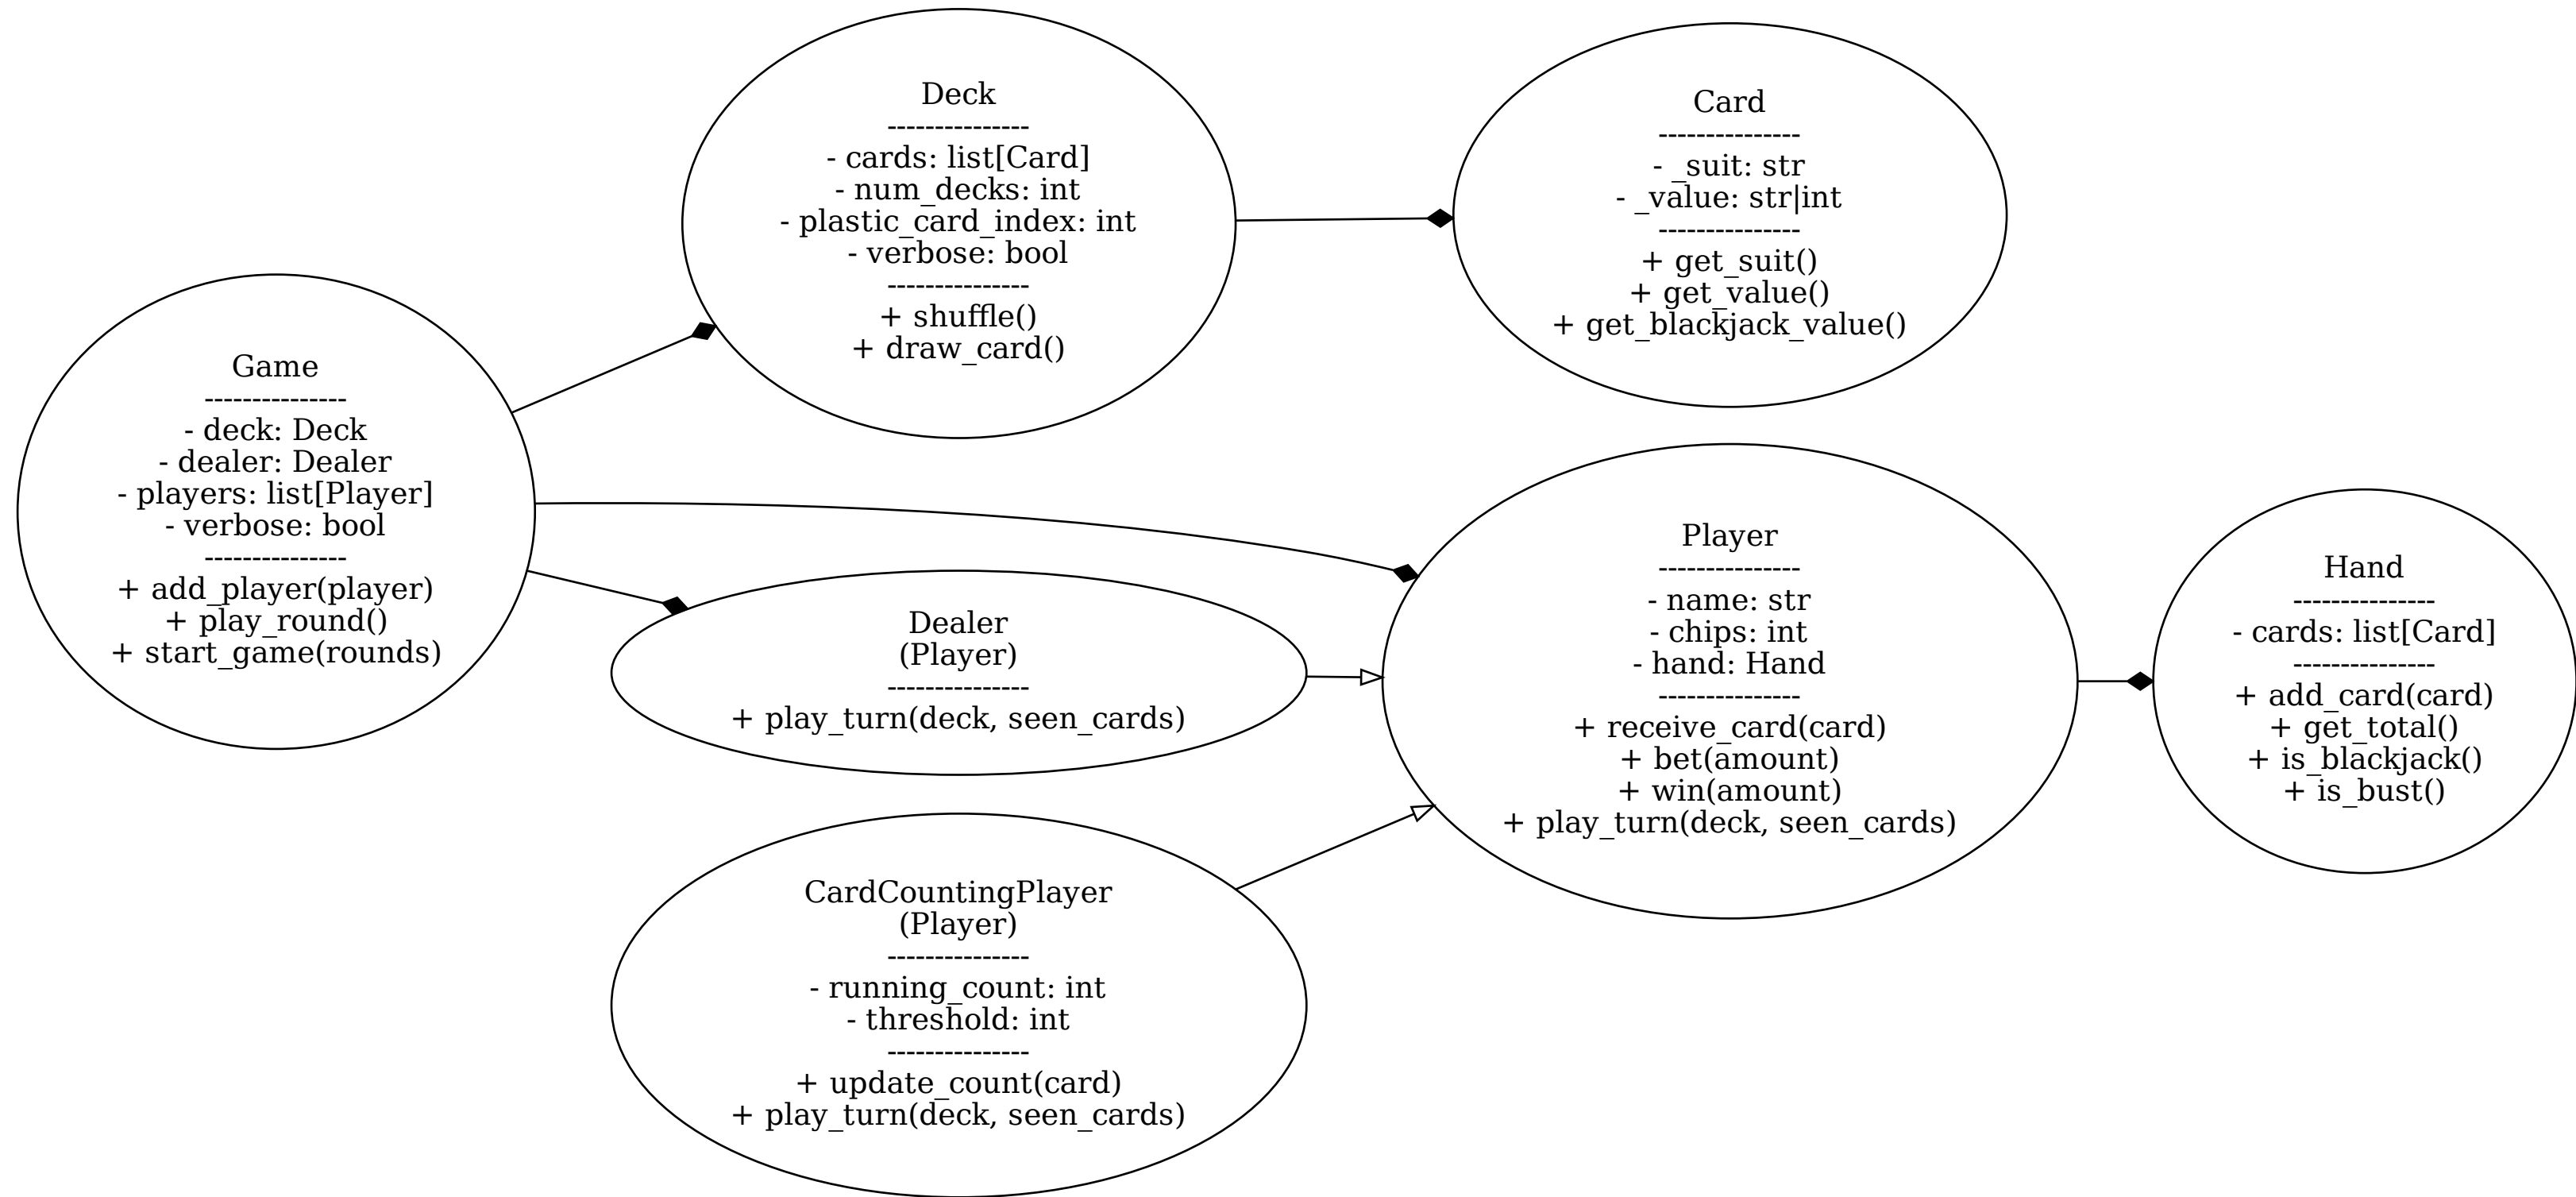 Game
---------------
- deck: Deck
- dealer: Dealer
- players: list[Player]
- verbose: bool
---------------
+ add_player(player)
+ play_round()
+ start_game(rounds)
Deck
---------------
- cards: list[Card]
- num_decks: int
- plastic_card_index: int
- verbose: bool
---------------
+ shuffle()
+ draw_card()
Card
---------------
- _suit: str
- _value: str|int
---------------
+ get_suit()
+ get_value()
+ get_blackjack_value()
Dealer
(Player)
---------------
+ play_turn(deck, seen_cards)
Player
---------------
- name: str
- chips: int
- hand: Hand
---------------
+ receive_card(card)
+ bet(amount)
+ win(amount)
+ play_turn(deck, seen_cards)
Hand
---------------
- cards: list[Card]
---------------
+ add_card(card)
+ get_total()
+ is_blackjack()
+ is_bust()
CardCountingPlayer
(Player)
---------------
- running_count: int
- threshold: int
---------------
+ update_count(card)
+ play_turn(deck, seen_cards)